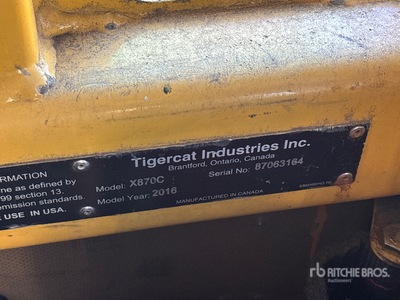 Tigercat Industries Inc.
Brantford, Ontario, Canada
Model: X870C Serial No: 87063164
Model Year: 2016
MANUFACTURED IN CANADA
RMATION
ne as defined by
99 section 13.
emission standards.
USE IN USA.
rb RITCHIE BROS.
Auctioneers